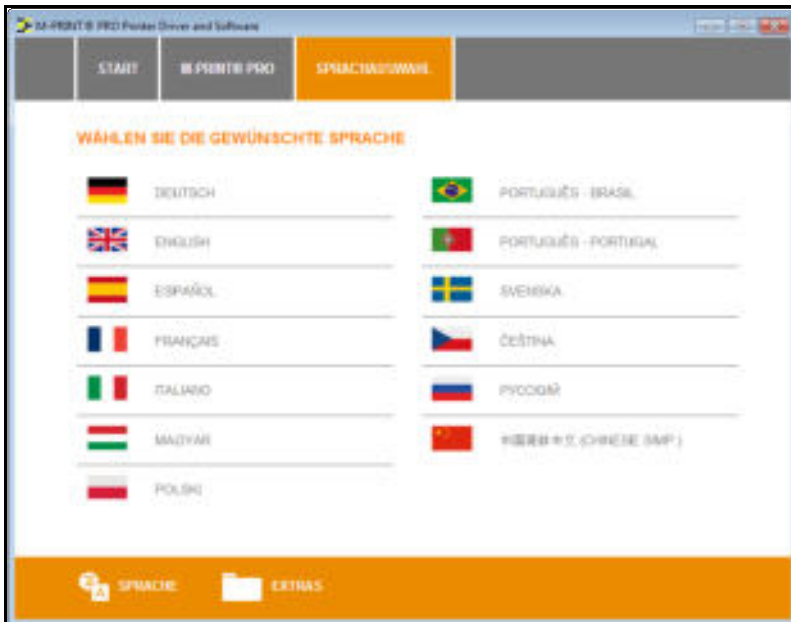 M-PRINT® PRO Printer Driver and Software
START
M-PRINT® PRO
SPRACHAUSWAHL
WÄHLEN SIE DIE GEWÜNSCHTE SPRACHE
DEUTSCH
ENGLISH
ESPAÑOL
FRANÇAIS
ITALIANO
MAGYAR
POLSKI
PORTUGUÊS - BRASIL
PORTUGUÊS - PORTUGAL
SVENSKA
ČEŠTINA
РУССКИЙ
(CHINESE SIMP.)
SPRACHE
EXTRAS